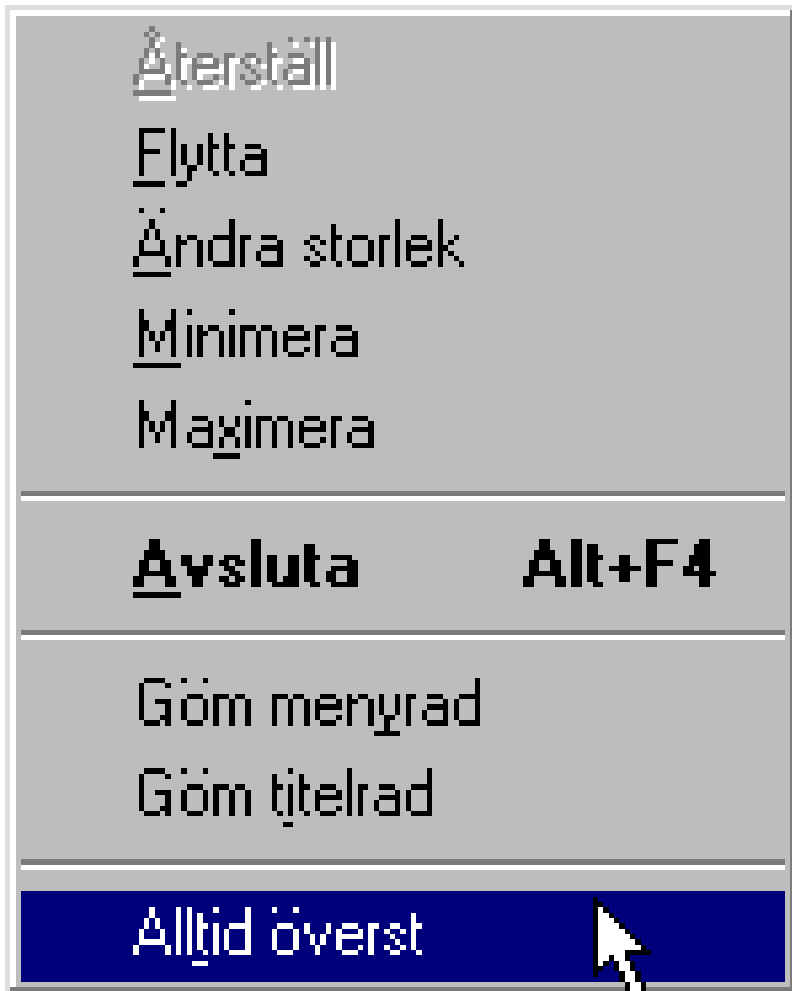 Återställ
Flytta
Ändra storlek
Minimera
Maximera
Avsluta Alt+F4
Göm menyrad
Göm titelrad
Alltid överst